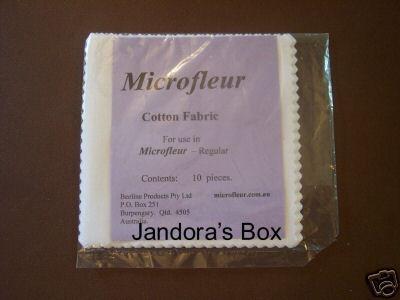 Microfleur
Cotton Fabric
For use in
Microfleur – Regular
Contents: 10 pieces.
Beeline Products Pty Ltd microfleur.com.au
P.O. Box 251
Burpengary, Qld. 4505
Australia.
Jandora's Box